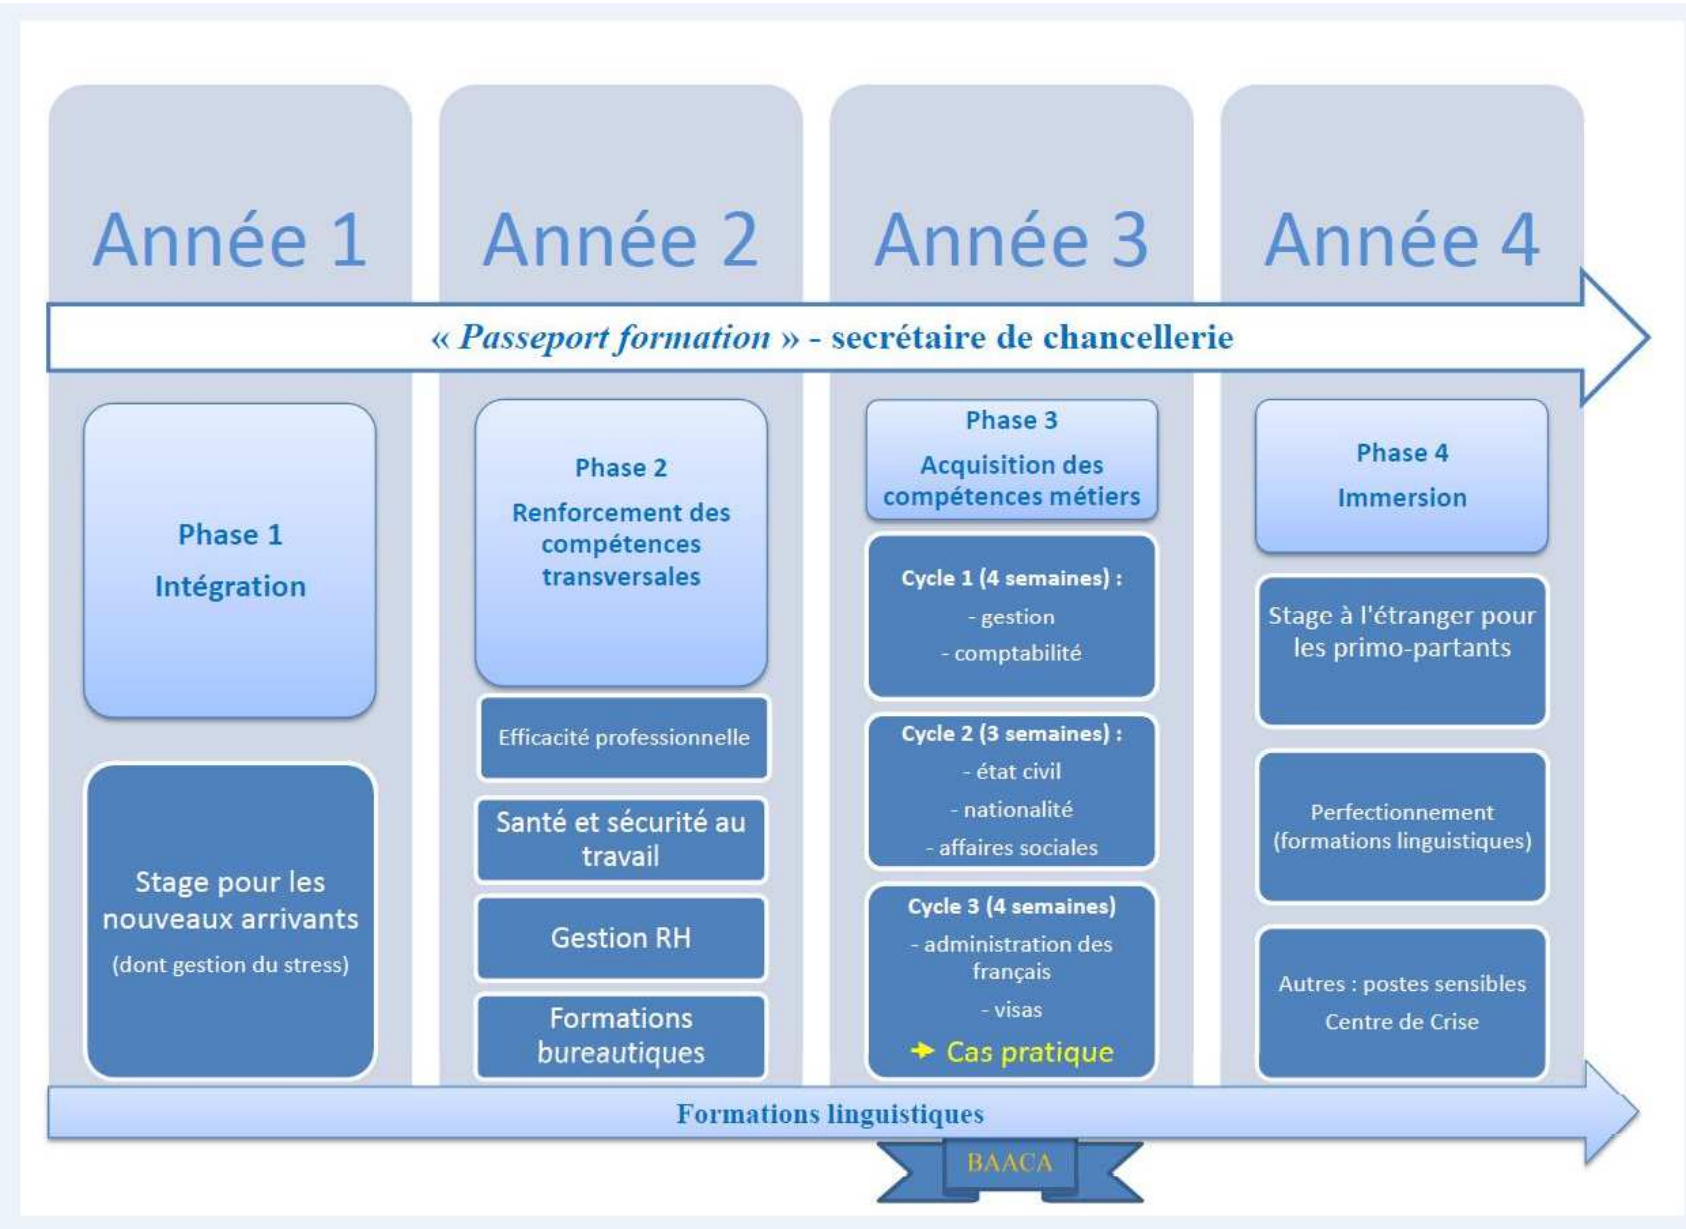 Année 1
Année 2
Année 3
Année 4
« Passeport formation » - secrétaire de chancellerie
Phase 1
Intégration
Stage pour les
nouveaux arrivants
(dont gestion du stress)
Phase 2
Renforcement des
compétences
transversales
Efficacité professionnelle
Santé et sécurité au
travail
Gestion RH
Formations
bureautiques
Phase 3
Acquisition des
compétences métiers
Cycle 1 (4 semaines) :
- gestion
- comptabilité
Cycle 2 (3 semaines) :
- état civil
- nationalité
- affaires sociales
Cycle 3 (4 semaines)
- administration des
français
- visas
Cas pratique
Phase 4
Immersion
Stage à l'étranger pour
les primo-partants
Perfectionnement
(formations linguistiques)
Autres : postes sensibles
Centre de Crise
Formations linguistiques
BAACA